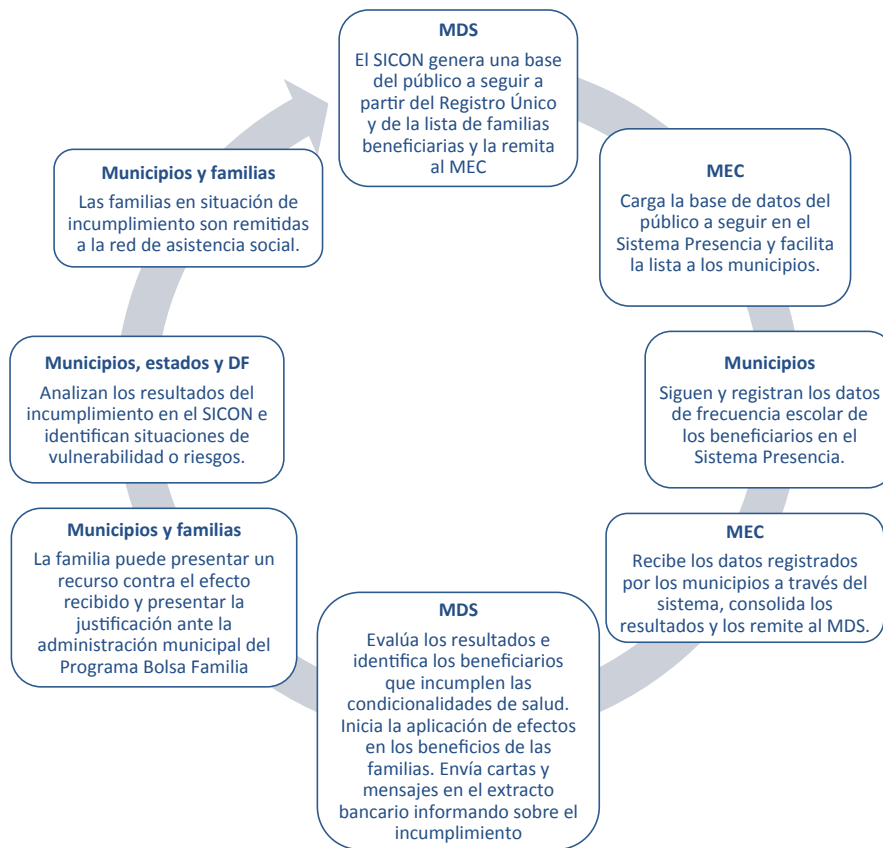 MDS
El SICON genera una base
del público a seguir a
partir del Registro Único
y de la lista de familias
beneficiarias y la remita
al MEC
MEC
Carga la base de datos del
público a seguir en el
Sistema Presencia y facilita
la lista a los municipios.
Municipios
Siguen y registran los datos
de frecuencia escolar de
los beneficiarios en el
Sistema Presencia.
MEC
Recibe los datos registrados
por los municipios a través del
sistema, consolida los
resultados y los remite al MDS.
MDS
Evalúa los resultados e
identifica los beneficiarios
que incumplen las
condicionalidades de salud.
Inicia la aplicación de efectos
en los beneficios de las
familias. Envía cartas y
mensajes en el extracto
bancario informando sobre el
incumplimiento
Municipios y familias
La familia puede presentar un
recurso contra el efecto
recibido y presentar la
justificación ante la
administración municipal del
Programa Bolsa Familia
Municipios, estados y DF
Analizan los resultados del
incumplimiento en el SICON e
identifican situaciones de
vulnerabilidad o riesgos.
Municipios y familias
Las familias en situación de
incumplimiento son remitidas
a la red de asistencia social.